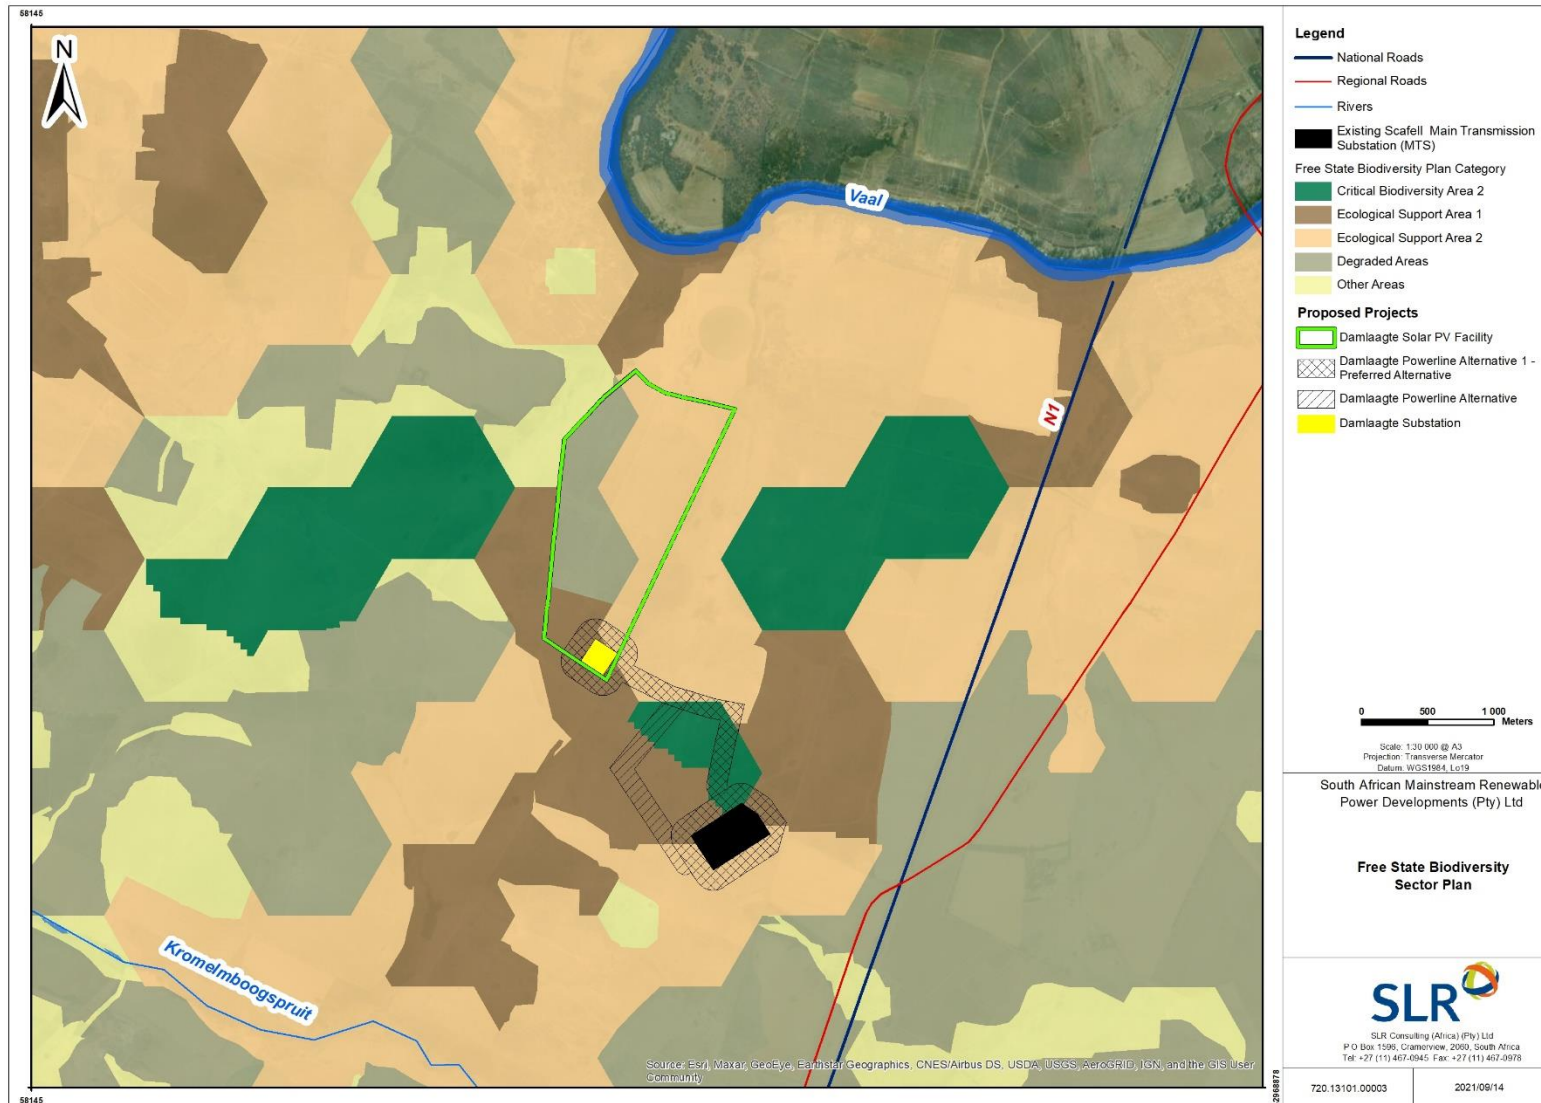 58145
N
Vaal
N1
Kromelmboogspruit
Source: Esri, Maxar, GeoEye, Earthstar Geographics, CNES/Airbus DS, USDA, USGS, AeroGRID, IGN, and the GIS User
Community
58145
2968878
Legend
National Roads
Regional Roads
Rivers
Existing Scafell Main Transmission
Substation (MTS)
Free State Biodiversity Plan Category
Critical Biodiversity Area 2
Ecological Support Area 1
Ecological Support Area 2
Degraded Areas
Other Areas
Proposed Projects
Damlaagte Solar PV Facility
Damlaagte Powerline Alternative 1 -
Preferred Alternative
Damlaagte Powerline Alternative
Damlaagte Substation
0 500 1 000
Meters
Scale: 1:30 000 @ A3
Projection: Transverse Mercator
Datum: WGS1984, Lo19
South African Mainstream Renewable
Power Developments (Pty) Ltd
Free State Biodiversity
Sector Plan
SLR
SLR Consulting (Africa) (Pty) Ltd
P O Box 1596, Cramerview, 2060, South Africa
Tel: +27 (11) 467-0945 Fax: +27 (11) 467-0978
720.13101.00003
2021/09/14